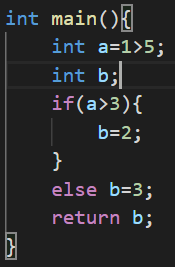 int main(){
    int a=1>5;
    int b;
    if(a>3){
        b=2;
    }
    else b=3;
    return b;
}